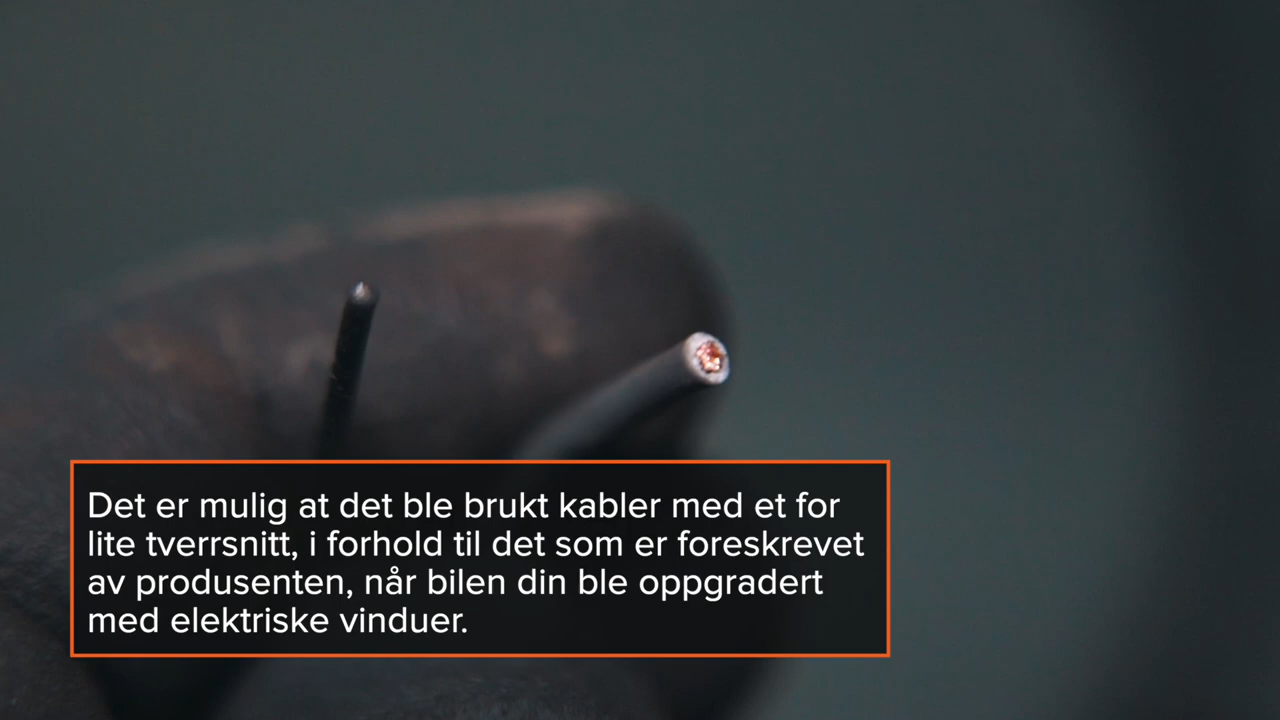 Det er mulig at det ble brukt kabler med et for
lite tverrsnitt, i forhold til det som er foreskrevet
av produsenten, når bilen din ble oppgradert
med elektriske vinduer.